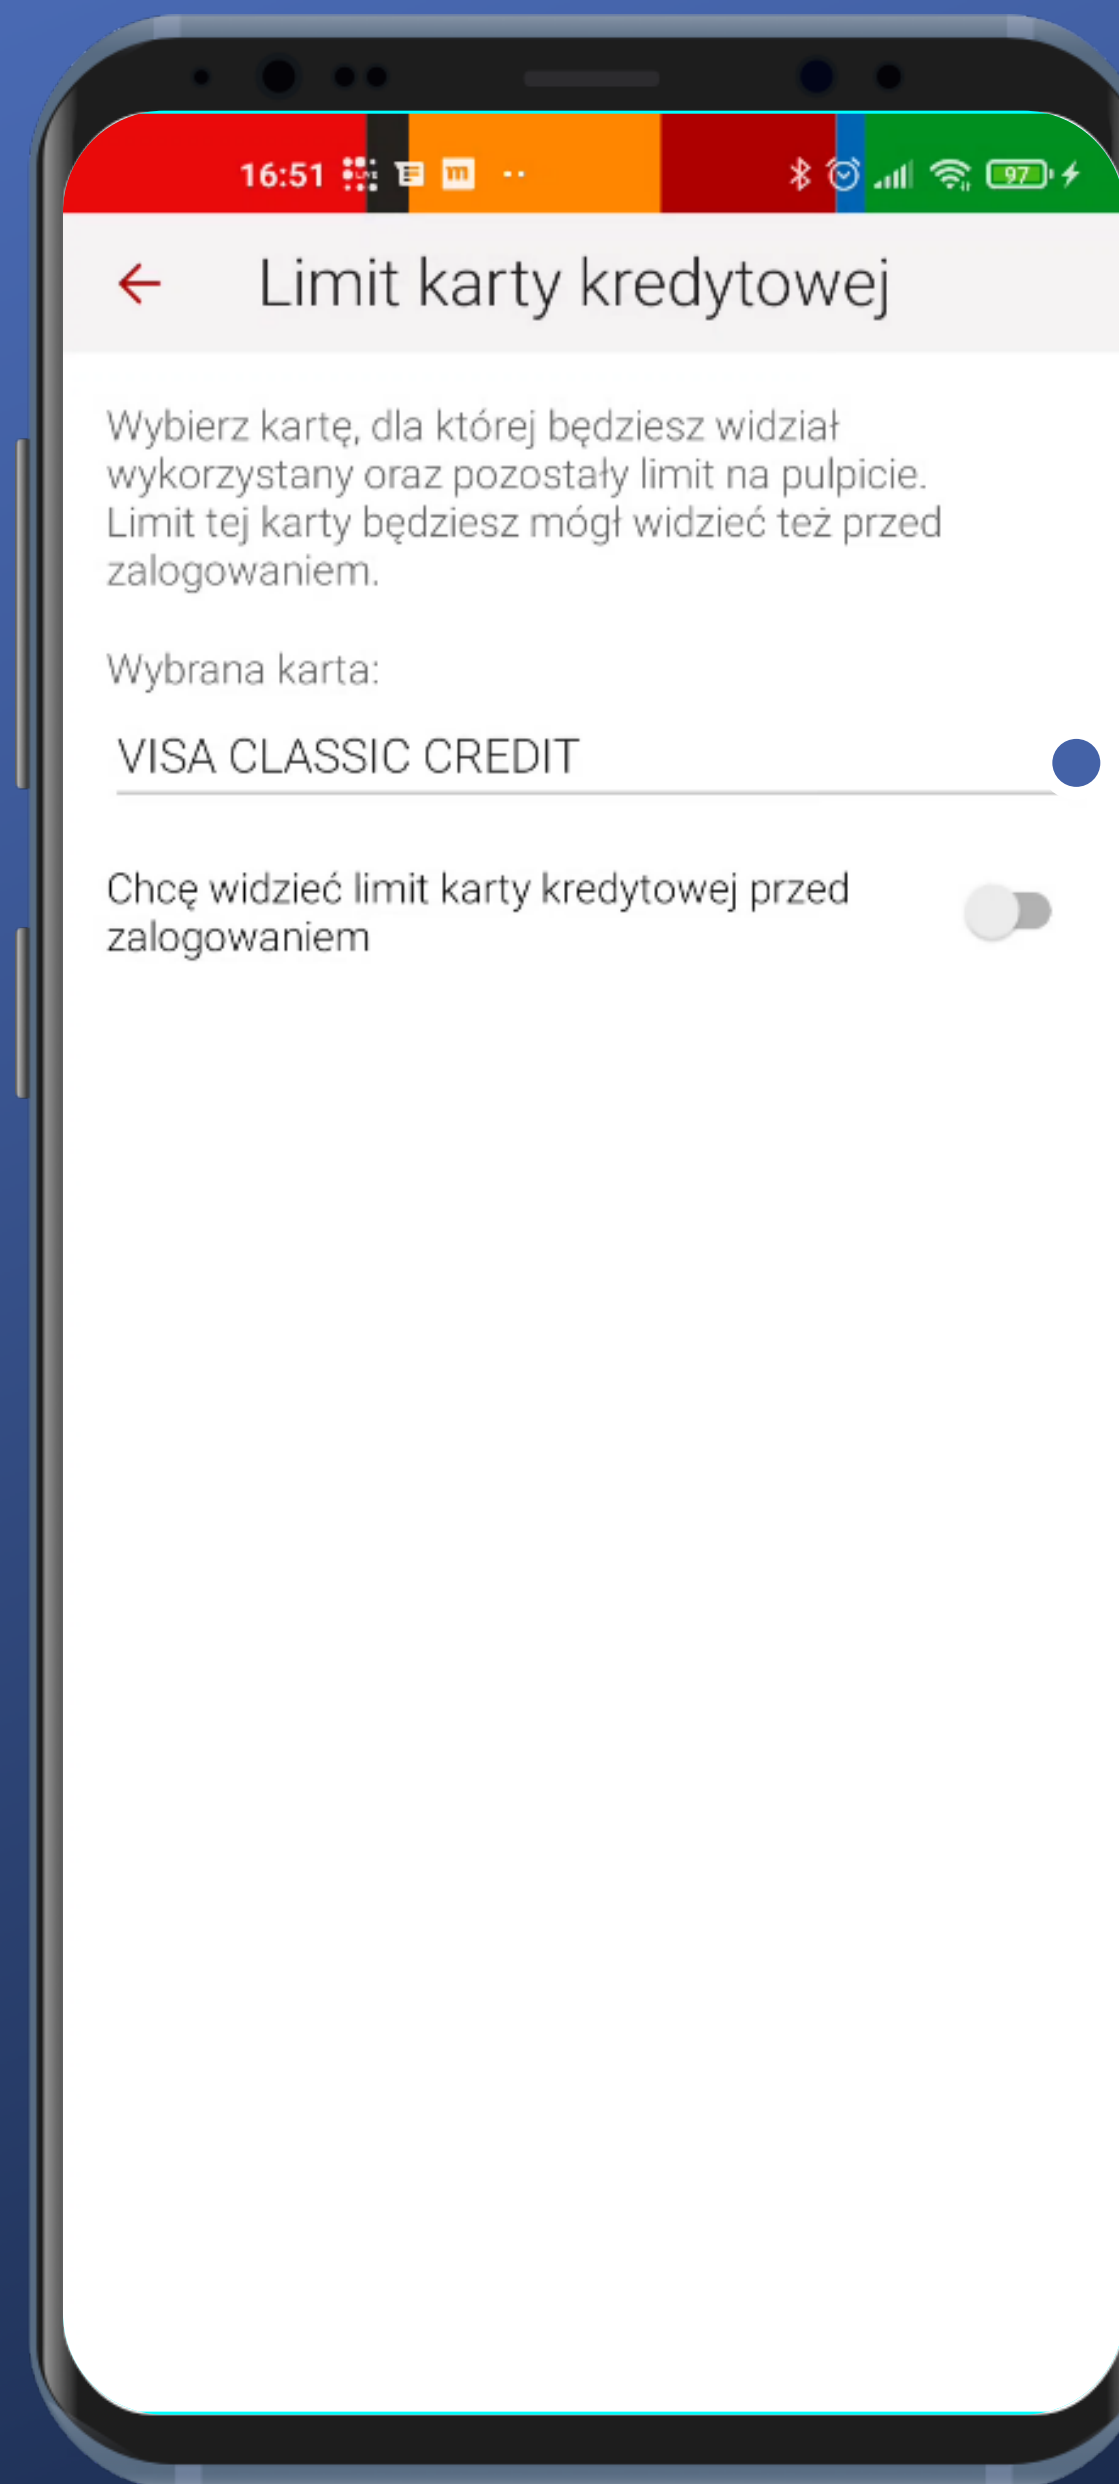 16:51 LIVE m 97
Limit karty kredytowej
Wybierz kartę, dla której będziesz widział
wykorzystany oraz pozostały limit na pulpicie.
Limit tej karty będziesz mógł widzieć też przed
zalogowaniem.
Wybrana karta:
VISA CLASSIC CREDIT
Chcę widzieć limit karty kredytowej przed
zalogowaniem